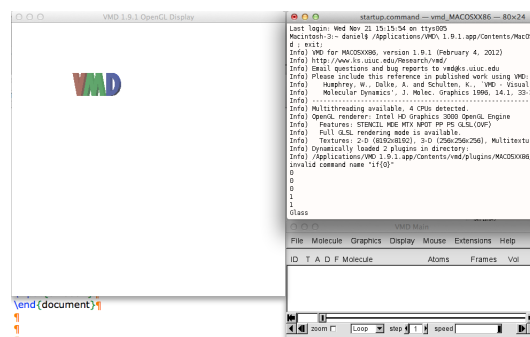 VMD 1.9.1 OpenGL Display
VMD
\end{document}¶
¶
¶
startup.command — vmd_MACOSXX86 — 80×24
Last login: Wed Nov 21 15:15:54 on ttys005
Macintosh-3:~ daniel$ /Applications/VMD\ 1.9.1.app/Contents/MacOS
d ; exit;
Info) VMD for MACOSXX86, version 1.9.1 (February 4, 2012)
Info) http://www.ks.uiuc.edu/Research/vmd/
Info) Email questions and bug reports to vmd@ks.uiuc.edu
Info) Please include this reference in published work using VMD:
Info) Humphrey, W., Dalke, A. and Schulten, K., `VMD - Visual
Info) Molecular Dynamics', J. Molec. Graphics 1996, 14.1, 33-
Info) -------------------------------------------
Info) Multithreading available, 4 CPUs detected.
Info) OpenGL renderer: Intel HD Graphics 3000 OpenGL Engine
Info) Features: STENCIL MDE MTX NPOT PP PS GLSL(OVF)
Info) Full GLSL rendering mode is available.
Info) Textures: 2-D (8192x8192), 3-D (256x256x256), Multitextu
Info) Dynamically loaded 2 plugins in directory:
Info) /Applications/VMD 1.9.1.app/Contents/vmd/plugins/MACOSXX86
invalid command name "if{0}"
0
0
0
1
1
Glass
VMD Main
File Molecule Graphics Display Mouse Extensions Help
ID T A D F Molecule Atoms Frames Vol
zoom Loop step 1 speed